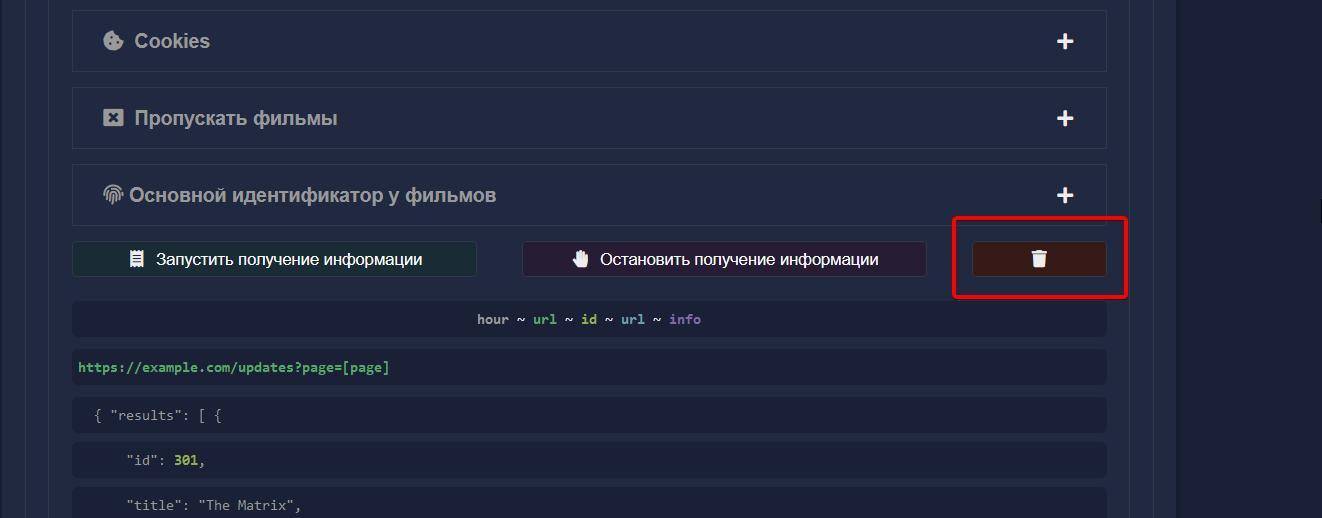 Cookies
Пропускать фильмы
Основной идентификатор у фильмов
Запустить получение информации
Остановить получение информации
hour ~ url ~ id ~ url ~ info
https://example.com/updates?page=[page]
{ "results": [ {
"id": 301,
"title": "The Matrix",